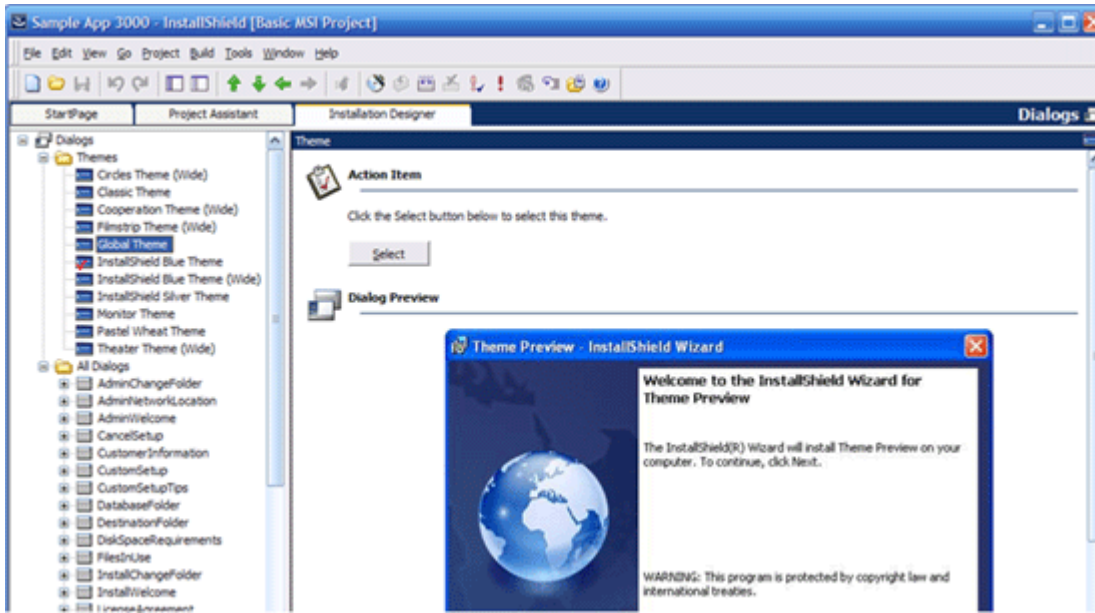 Sample App 3000 - InstallShield [Basic MSI Project]
File Edit View Go Project Build Tools Window Help
StartPage Project Assistant Installation Designer Dialogs
Dialogs
Themes
Circles Theme (Wide)
Classic Theme
Cooperation Theme (Wide)
Filmstrip Theme (Wide)
Global Theme
InstallShield Blue Theme
InstallShield Blue Theme (Wide)
InstallShield Silver Theme
Monitor Theme
Pastel Wheat Theme
Theater Theme (Wide)
All Dialogs
AdminChangeFolder
AdminNetworkLocation
AdminWelcome
CancelSetup
CustomerInformation
CustomSetup
CustomSetupTips
DatabaseFolder
DestinationFolder
DiskSpaceRequirements
FilesInUse
InstallChangeFolder
InstallWelcome
LicenseAgreement
Theme
Action Item
Click the Select button below to select this theme.
Select
Dialog Preview
Theme Preview - InstallShield Wizard
Welcome to the InstallShield Wizard for
Theme Preview
The InstallShield(R) Wizard will install Theme Preview on your
computer. To continue, click Next.
WARNING: This program is protected by copyright law and
international treaties.